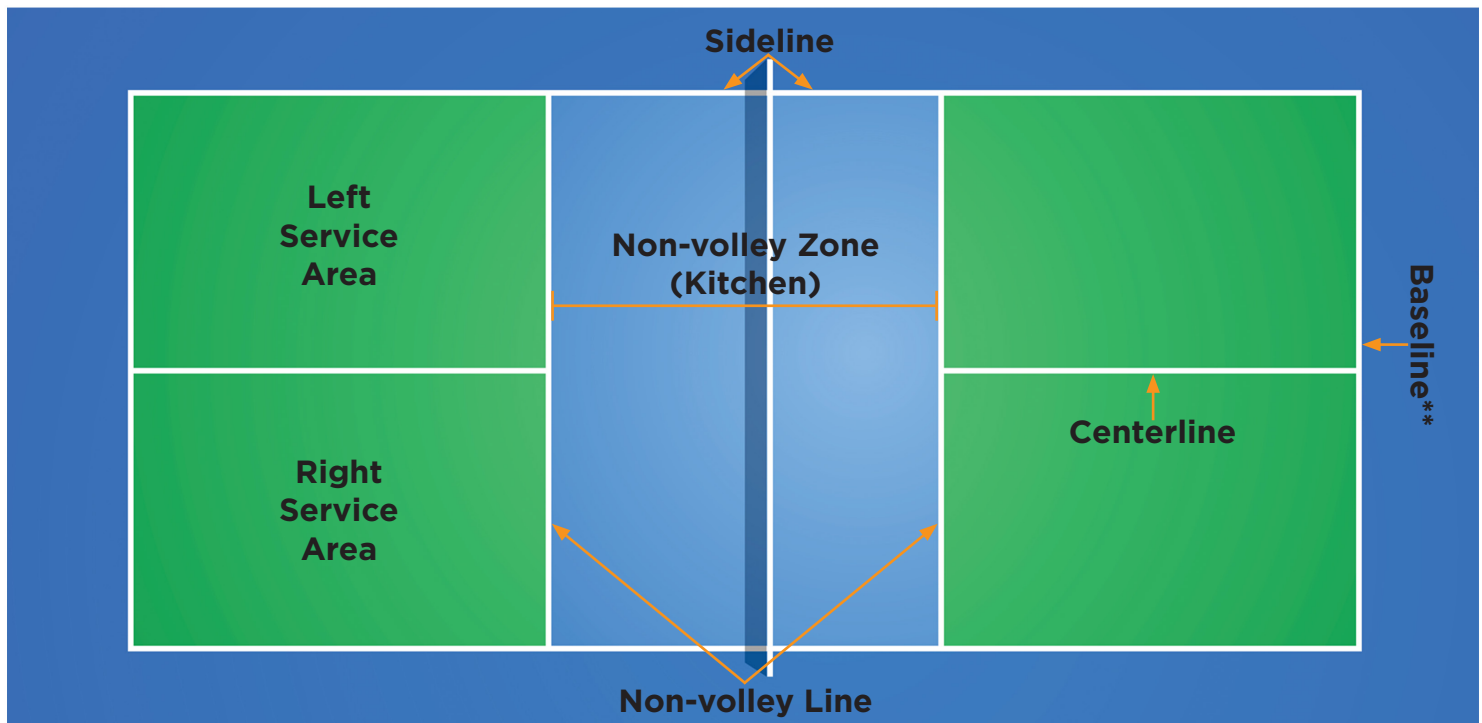 Sideline
Left
Service
Area
Non-volley Zone
(Kitchen)
Baseline**
Centerline
Right
Service
Area
Non-volley Line